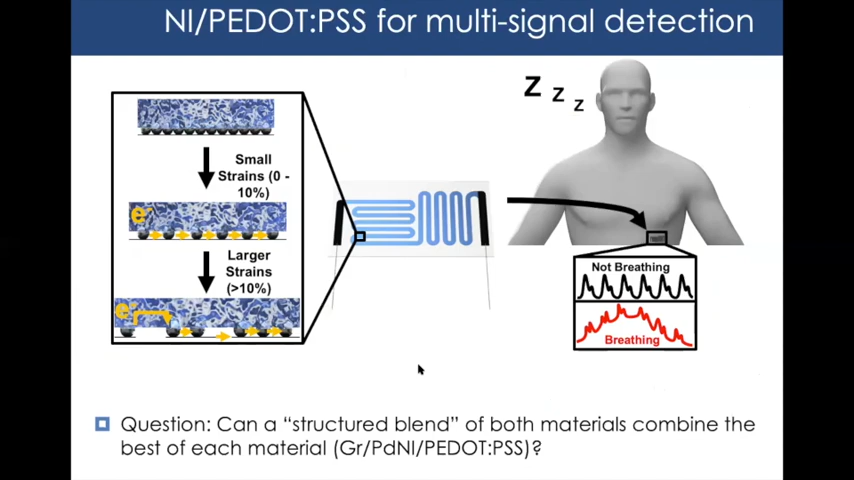 NI/PEDOT:PSS for multi-signal detection
Small
Strains (0 -
10%)
e-
Larger
Strains
(>10%)
e-
Z z z
Not Breathing
Breathing
Question: Can a “structured blend” of both materials combine the
best of each material (Gr/PdNI/PEDOT:PSS)?